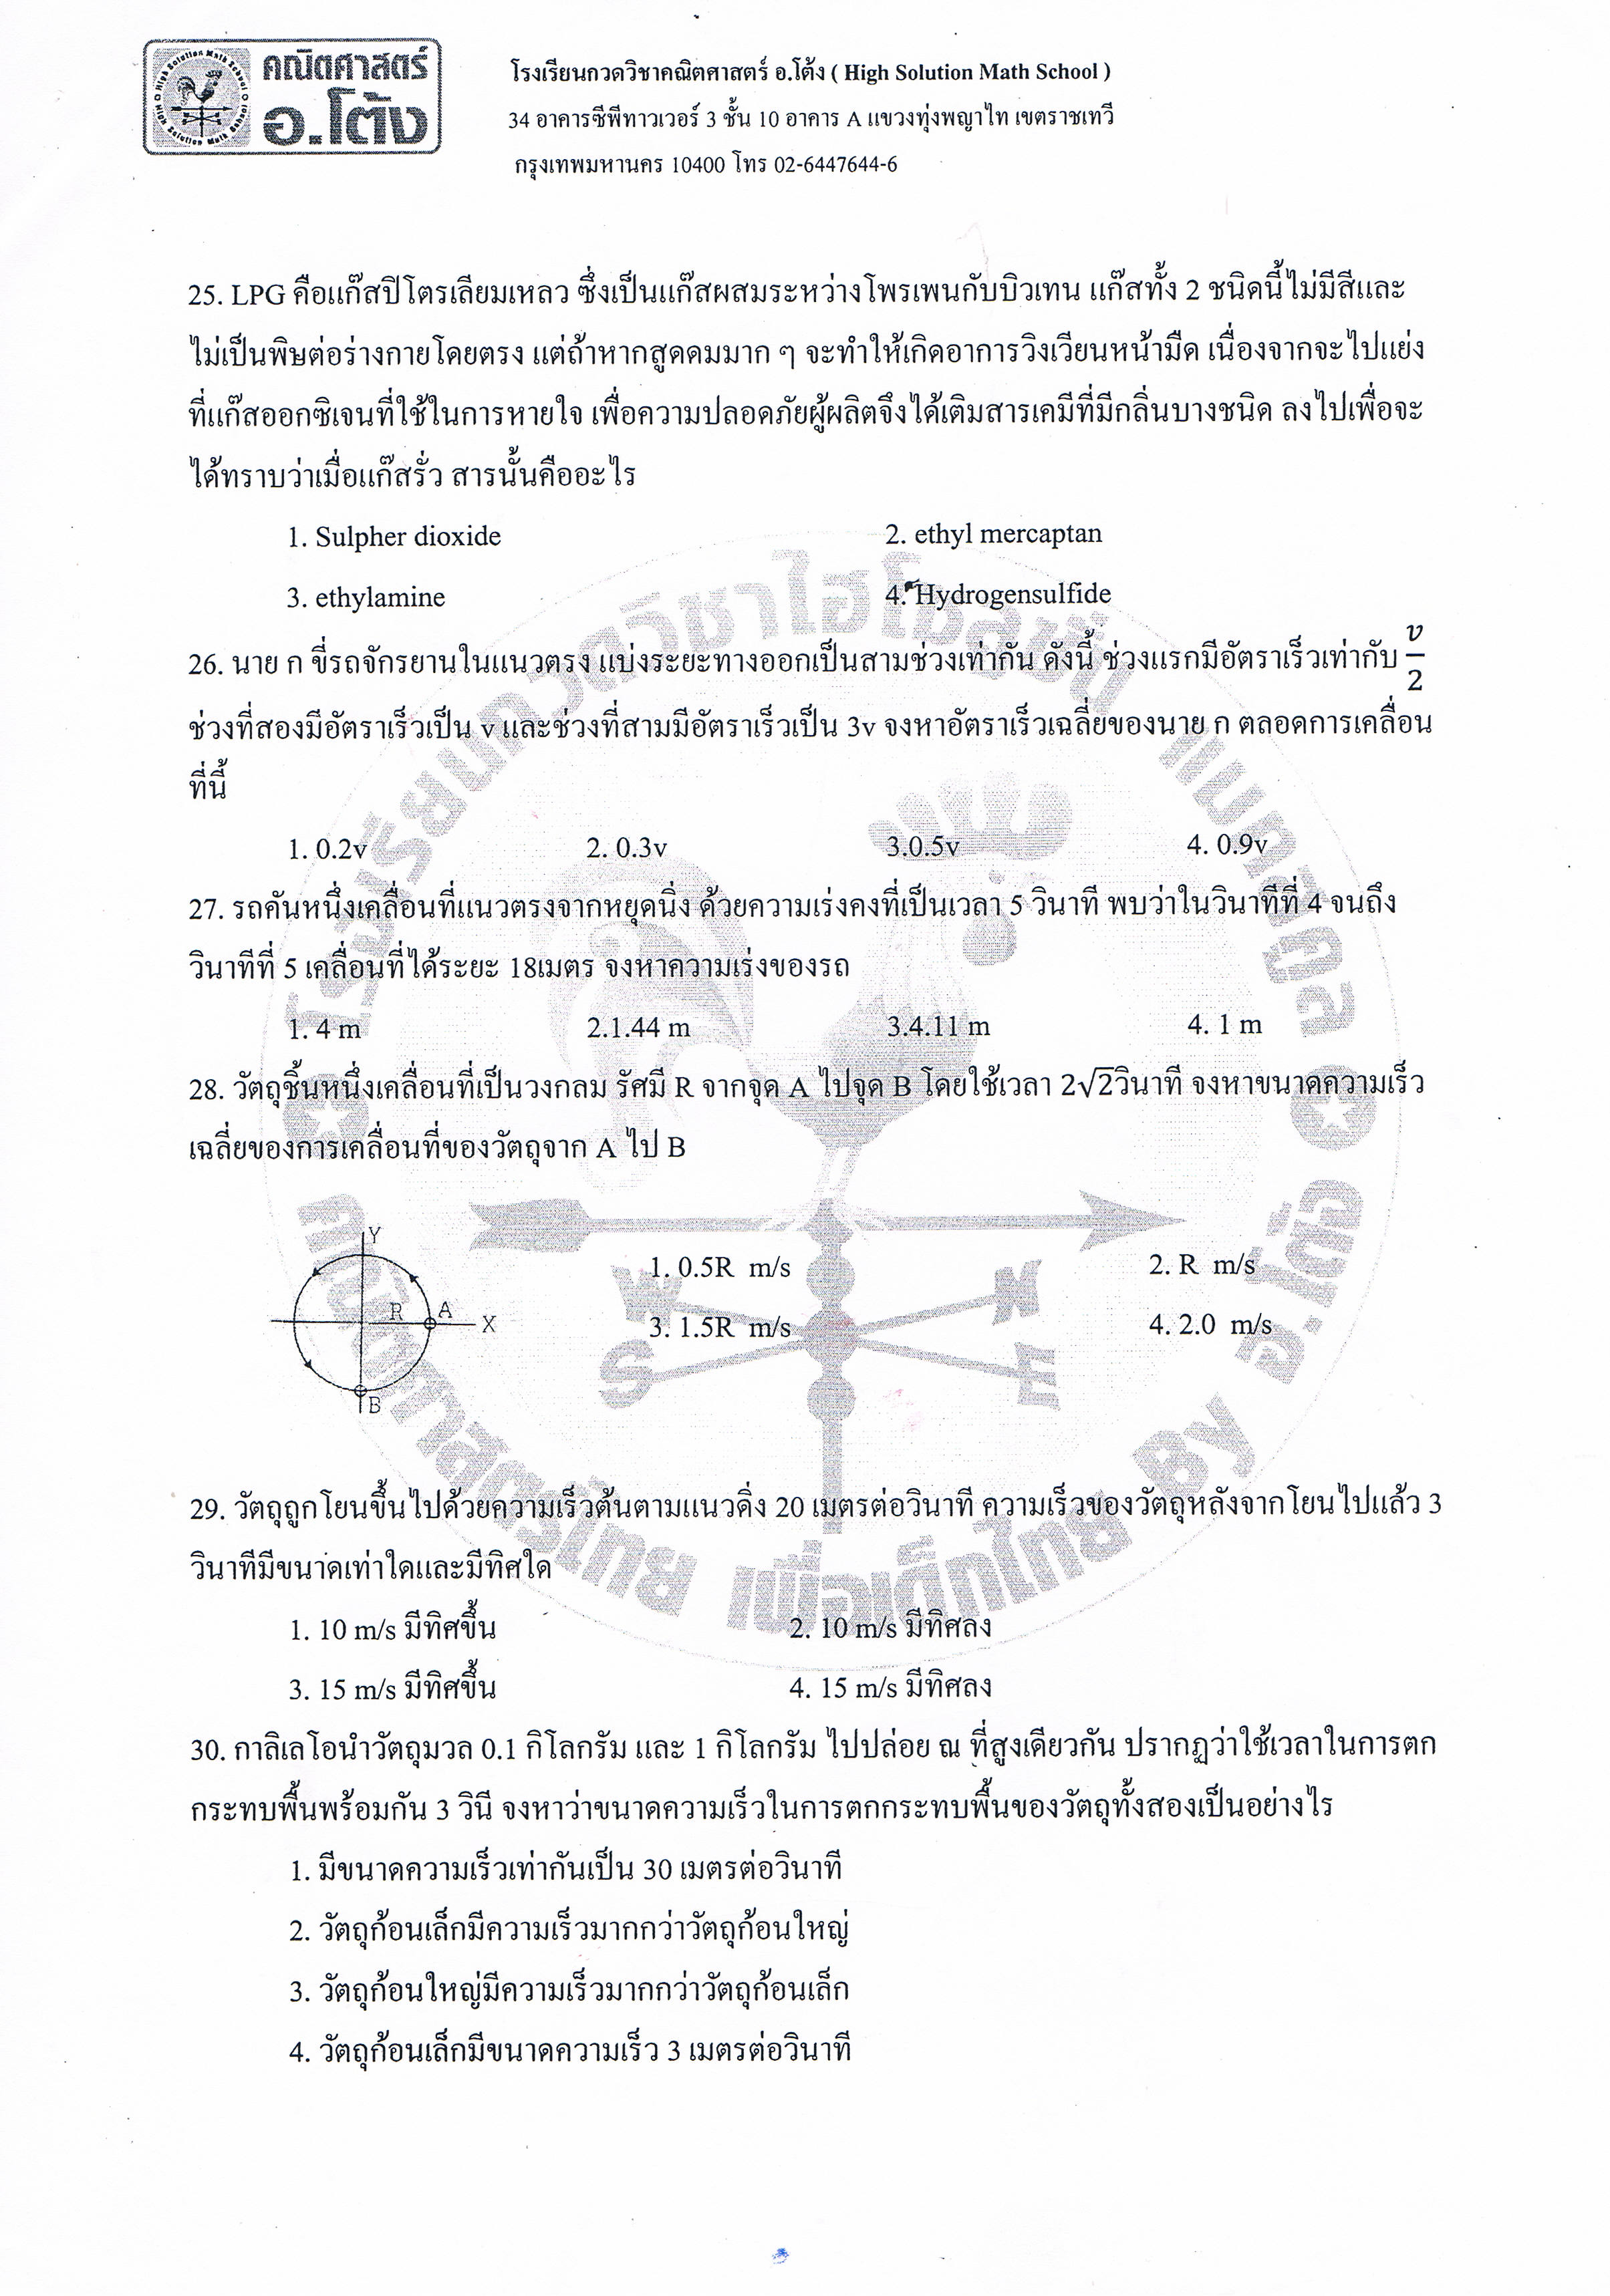 คณิตศาสตร์
อ.โต้ง
High Solution Math School
High Solution Math School
โรงเรียนกวดวิชาคณิตศาสตร์ อ.โต้ง ( High Solution Math School )
34 อาคารซีพีทาวเวอร์ 3 ชั้น 10 อาคาร A แขวงทุ่งพญาไท เขตราชเทวี
กรุงเทพมหานคร 10400 โทร 02-6447644-6
25. LPG คือแก๊สปิโตรเลียมเหลว ซึ่งเป็นแก๊สผสมระหว่างโพรเพนกับบิวเทน แก๊สทั้ง 2 ชนิดนี้ไม่มีสีและ
ไม่เป็นพิษต่อร่างกายโดยตรง แต่ถ้าหากสูดดมมาก ๆ จะทำให้เกิดอาการวิงเวียนหน้ามืด เนื่องจากจะไปแย่ง
ที่แก๊สออกซิเจนที่ใช้ในการหายใจ เพื่อความปลอดภัยผู้ผลิตจึงได้เติมสารเคมีที่มีกลิ่นบางชนิด ลงไปเพื่อจะ
ได้ทราบว่าเมื่อแก๊สรั่ว สารนั้นคืออะไร
1. Sulpher dioxide 2. ethyl mercaptan
3. ethylamine 4. Hydrogensulfide
26. นาย ก ขี่รถจักรยานในแนวตรง แบ่งระยะทางออกเป็นสามช่วงเท่ากัน ดังนี้ ช่วงแรกมีอัตราเร็วเท่ากับ v/2
ช่วงที่สองมีอัตราเร็วเป็น v และช่วงที่สามมีอัตราเร็วเป็น 3v จงหาอัตราเร็วเฉลี่ยของนาย ก ตลอดการเคลื่อน
ที่นี้
1. 0.2v 2. 0.3v 3.0.5v 4. 0.9v
27. รถคันหนึ่งเคลื่อนที่แนวตรงจากหยุดนิ่ง ด้วยความเร่งคงที่เป็นเวลา 5 วินาที พบว่าในวินาทีที่ 4 จนถึง
วินาทีที่ 5 เคลื่อนที่ได้ระยะ 18เมตร จงหาความเร่งของรถ
1. 4 m 2.1.44 m 3.4.11 m 4. 1 m
28. วัตถุชิ้นหนึ่งเคลื่อนที่เป็นวงกลม รัศมี R จากจุด A ไปจุด B โดยใช้เวลา 2√2วินาที จงหาขนาดความเร็ว
เฉลี่ยของการเคลื่อนที่ของวัตถุจาก A ไป B
Y
R A X
B
1. 0.5R m/s 2. R m/s
3. 1.5R m/s 4. 2.0 m/s
29. วัตถุถูกโยนขึ้นไปด้วยความเร็วต้นตามแนวดิ่ง 20 เมตรต่อวินาที ความเร็วของวัตถุหลังจากโยนไปแล้ว 3
วินาทีมีขนาดเท่าใดและมีทิศใด
1. 10 m/s มีทิศขึ้น 2. 10 m/s มีทิศลง
3. 15 m/s มีทิศขึ้น 4. 15 m/s มีทิศลง
30. กาลิเลโอนำวัตถุมวล 0.1 กิโลกรัม และ 1 กิโลกรัม ไปปล่อย ณ ที่สูงเดียวกัน ปรากฏว่าใช้เวลาในการตก
กระทบพื้นพร้อมกัน 3 วินี จงหาว่าขนาดความเร็วในการตกกระทบพื้นของวัตถุทั้งสองเป็นอย่างไร
1. มีขนาดความเร็วเท่ากันเป็น 30 เมตรต่อวินาที
2. วัตถุก้อนเล็กมีความเร็วมากกว่าวัตถุก้อนใหญ่
3. วัตถุก้อนใหญ่มีความเร็วมากกว่าวัตถุก้อนเล็ก
4. วัตถุก้อนเล็กมีขนาดความเร็ว 3 เมตรต่อวินาที
W N
S E
เพื่อเด็กไทย By อ.โต้ง